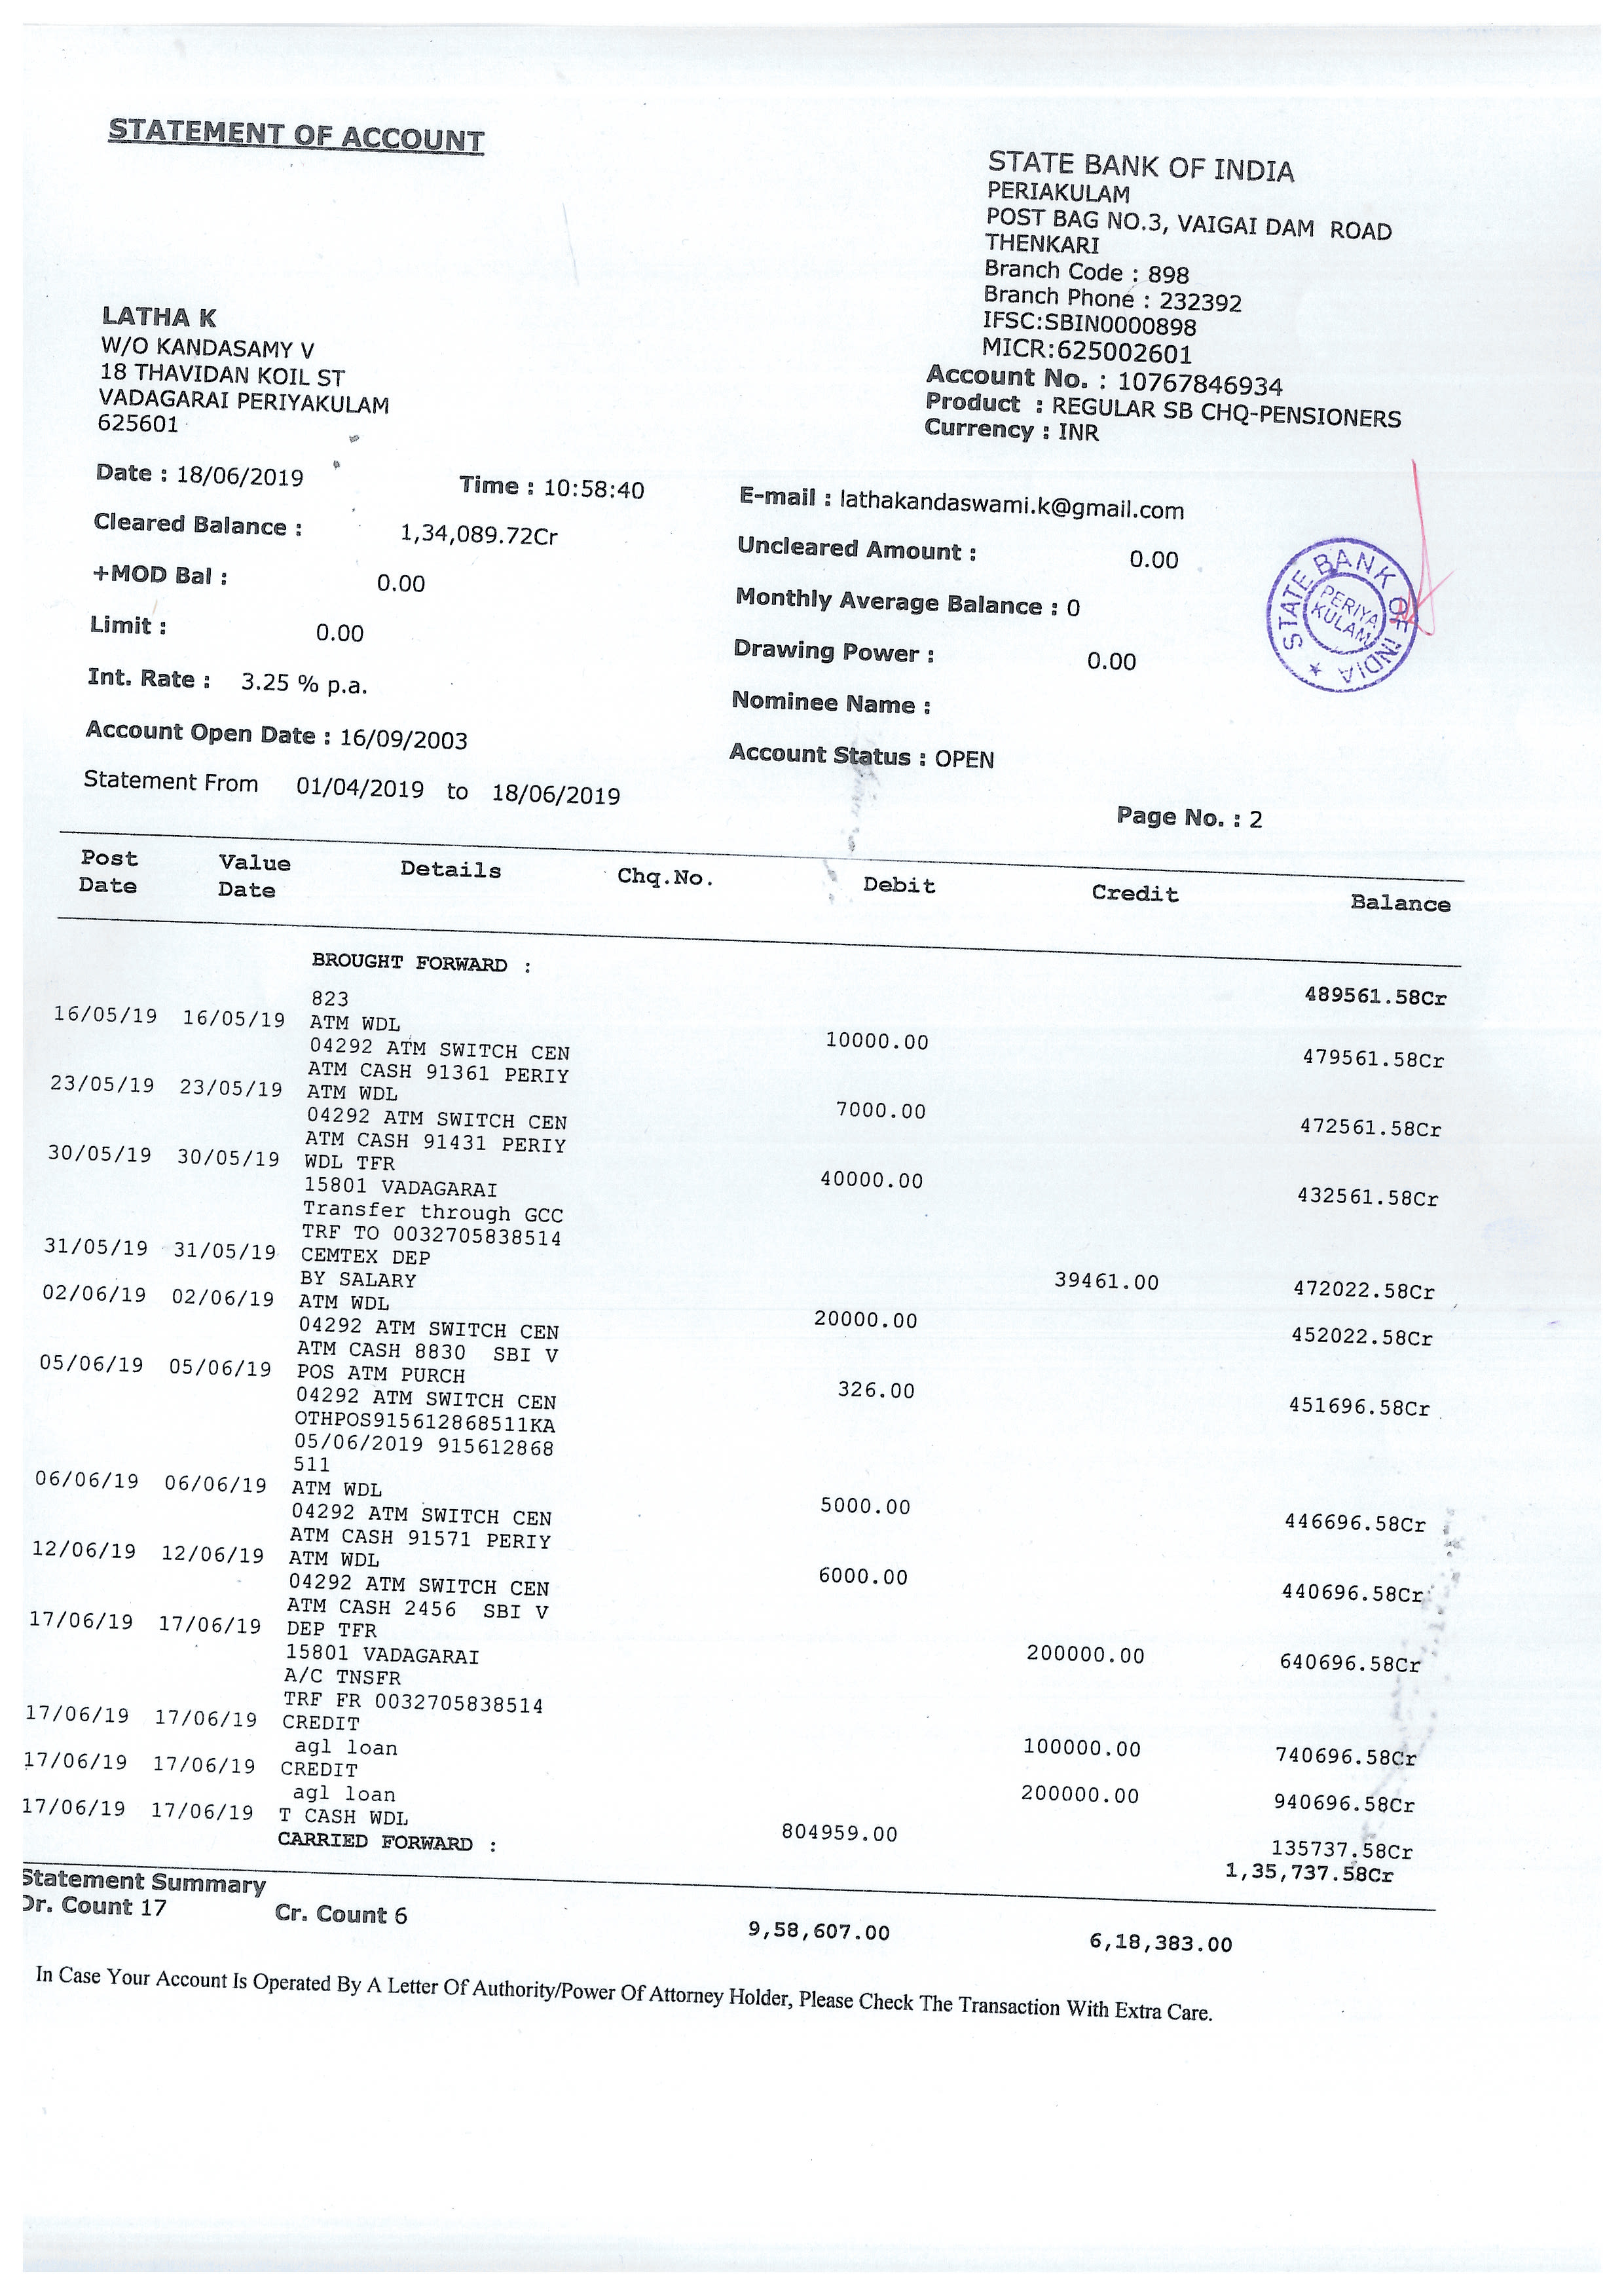 STATEMENT OF ACCOUNT
STATE BANK OF INDIA
PERIAKULAM
POST BAG NO.3, VAIGAI DAM ROAD
THENKARI
Branch Code : 898
Branch Phone : 232392
IFSC:SBIN0000898
MICR:625002601
Account No. : 10767846934
Product : REGULAR SB CHQ-PENSIONERS
Currency : INR
LATHA K
W/O KANDASAMY V
18 THAVIDAN KOIL ST
VADAGARAI PERIYAKULAM
625601
Date : 18/06/2019 Time : 10:58:40 E-mail : lathakandaswami.k@gmail.com
Cleared Balance : 1,34,089.72Cr Uncleared Amount : 0.00
+MOD Bal : 0.00 Monthly Average Balance : 0
Limit : 0.00 Drawing Power : 0.00
Int. Rate : 3.25 % p.a. Nominee Name :
Account Open Date : 16/09/2003 Account Status : OPEN
Statement From 01/04/2019 to 18/06/2019 Page No. : 2
STATE BANK OF INDIA
PERIYA
KULAM
Post Value Details Chq.No. Debit Credit Balance
Date Date
BROUGHT FORWARD : 489561.58Cr
823
16/05/19 16/05/19 ATM WDL 10000.00 479561.58Cr
04292 ATM SWITCH CEN
ATM CASH 91361 PERIY
23/05/19 23/05/19 ATM WDL 7000.00 472561.58Cr
04292 ATM SWITCH CEN
ATM CASH 91431 PERIY
30/05/19 30/05/19 WDL TFR 40000.00 432561.58Cr
15801 VADAGARAI
Transfer through GCC
TRF TO 0032705838514
31/05/19 31/05/19 CEMTEX DEP 39461.00 472022.58Cr
BY SALARY
02/06/19 02/06/19 ATM WDL 20000.00 452022.58Cr
04292 ATM SWITCH CEN
ATM CASH 8830 SBI V
05/06/19 05/06/19 POS ATM PURCH 326.00 451696.58Cr
04292 ATM SWITCH CEN
OTHPOS915612868511KA
05/06/2019 915612868
511
06/06/19 06/06/19 ATM WDL 5000.00 446696.58Cr
04292 ATM SWITCH CEN
ATM CASH 91571 PERIY
12/06/19 12/06/19 ATM WDL 6000.00 440696.58Cr
04292 ATM SWITCH CEN
ATM CASH 2456 SBI V
17/06/19 17/06/19 DEP TFR 200000.00 640696.58Cr
15801 VADAGARAI
A/C TNSFR
TRF FR 0032705838514
17/06/19 17/06/19 CREDIT 100000.00 740696.58Cr
agl loan
17/06/19 17/06/19 CREDIT 200000.00 940696.58Cr
agl loan
17/06/19 17/06/19 T CASH WDL 804959.00 135737.58Cr
CARRIED FORWARD : 1,35,737.58Cr
Statement Summary
Dr. Count 17 Cr. Count 6 9,58,607.00 6,18,383.00
In Case Your Account Is Operated By A Letter Of Authority/Power Of Attorney Holder, Please Check The Transaction With Extra Care.